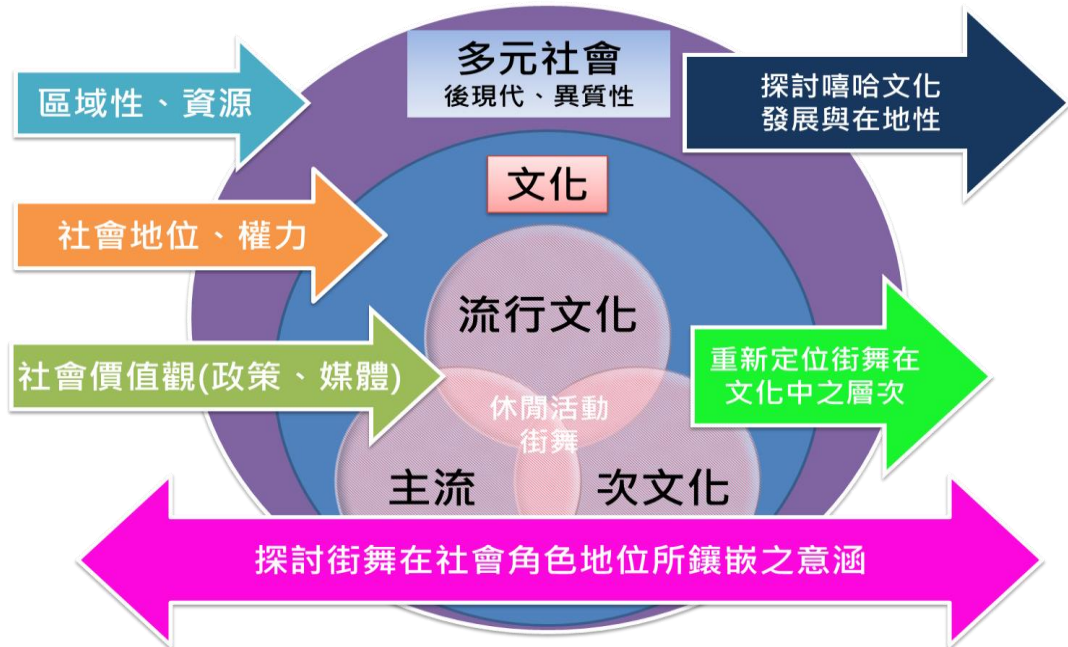 多元社會
後現代、異質性
區域性、資源
探討嘻哈文化
發展與在地性
文化
社會地位、權力
流行文化
社會價值觀(政策、媒體)
重新定位街舞在
文化中之層次
休閒活動
街舞
主流
次文化
探討街舞在社會角色地位所鑲嵌之意涵